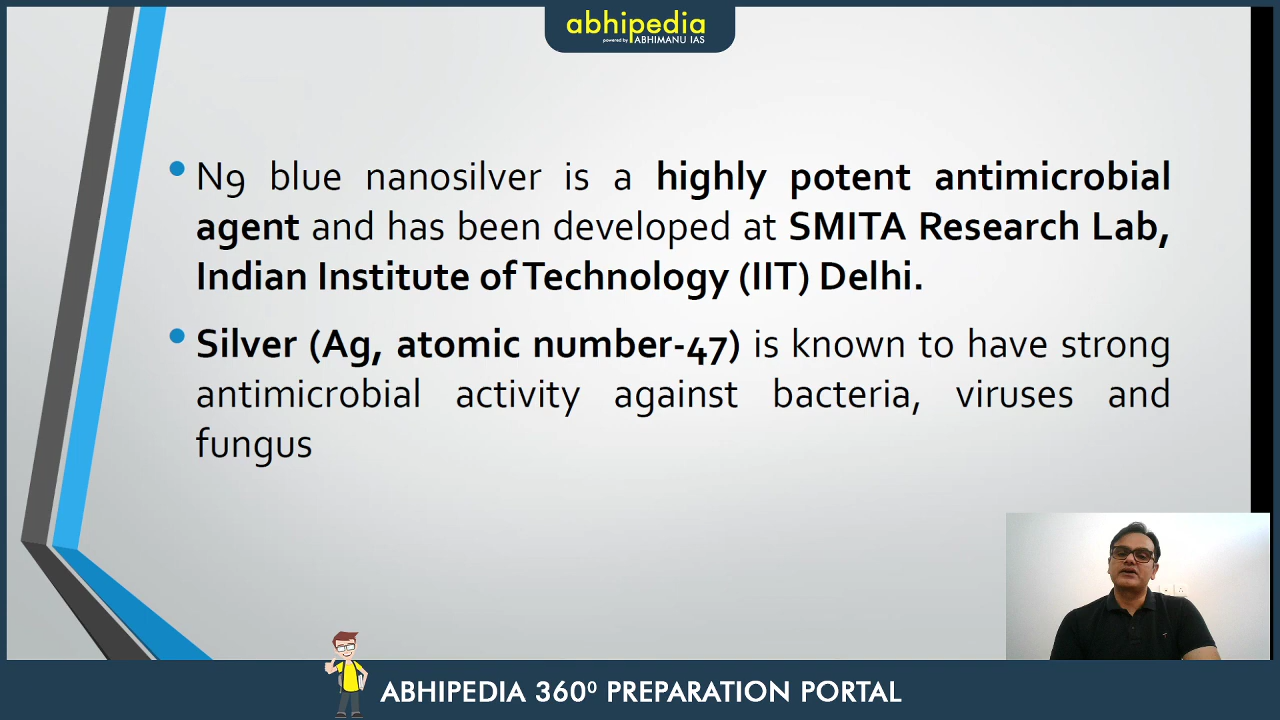 abhipedia
powered by ABHIMANU IAS
• N9 blue nanosilver is a highly potent antimicrobial
agent and has been developed at SMITA Research Lab,
Indian Institute of Technology (IIT) Delhi.
• Silver (Ag, atomic number-47) is known to have strong
antimicrobial activity against bacteria, viruses and
fungus
ABHIPEDIA 360⁰ PREPARATION PORTAL